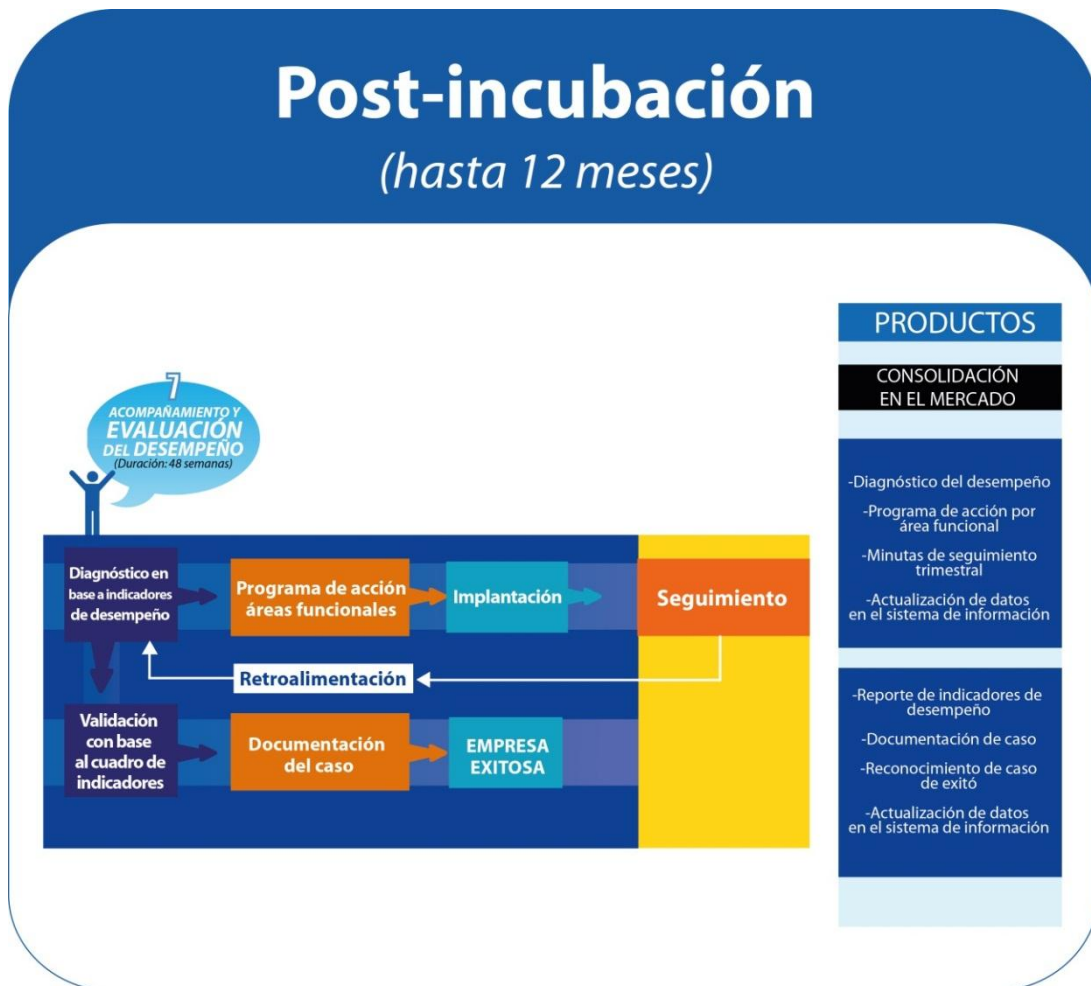 Post-incubación
(hasta 12 meses)
7
ACOMPAÑAMIENTO Y
EVALUACIÓN
DEL DESEMPEÑO
(Duración: 48 semanas)
Diagnóstico en
base a indicadores
de desempeño
Programa de acción
áreas funcionales
Implantación
Seguimiento
Retroalimentación
Validación
con base
al cuadro de
indicadores
Documentación
del caso
EMPRESA
EXITOSA
PRODUCTOS
CONSOLIDACIÓN
EN EL MERCADO
-Diagnóstico del desempeño
-Programa de acción por
área funcional
-Minutas de seguimiento
trimestral
-Actualización de datos
en el sistema de información
-Reporte de indicadores de
desempeño
-Documentación de caso
-Reconocimiento de caso
de exitó
-Actualización de datos
en el sistema de información